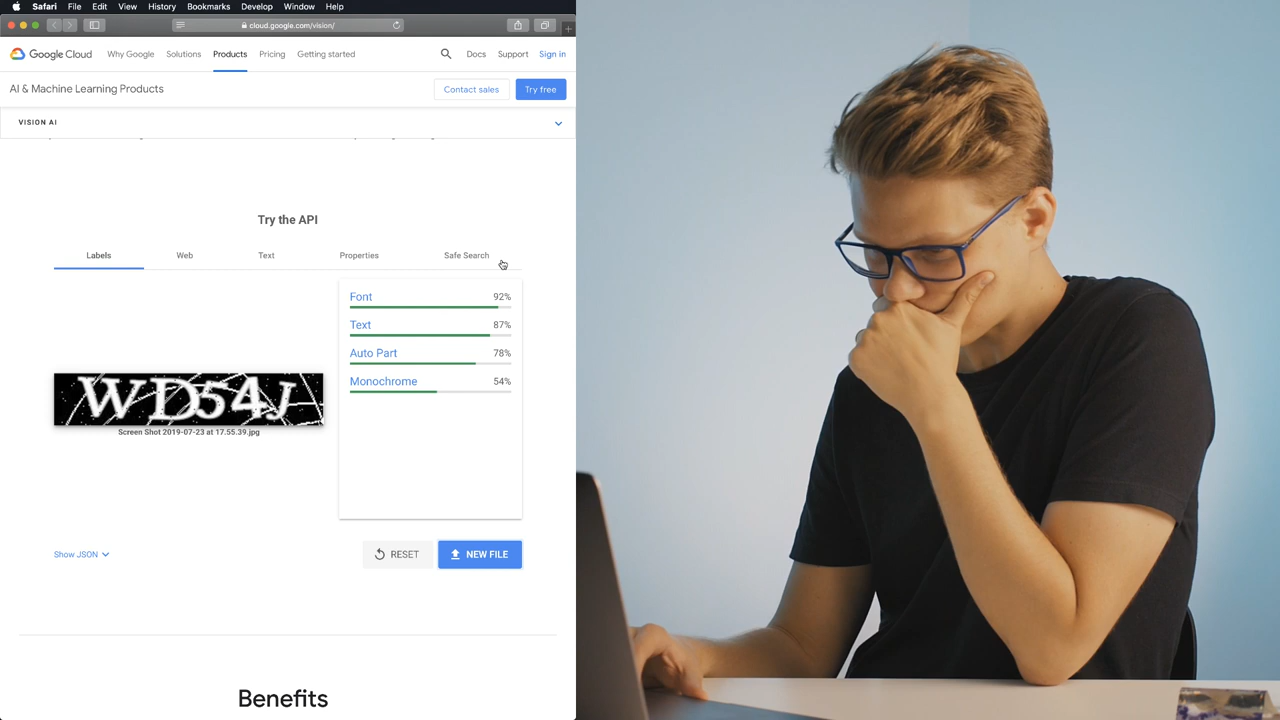 Safari File Edit View History Bookmarks Develop Window Help
cloud.google.com/vision/
Google Cloud Why Google Solutions Products Pricing Getting started Docs Support Sign in
AI & Machine Learning Products Contact sales Try free
VISION AI
Try the API
Labels Web Text Properties Safe Search
Font 92%
Text 87%
Auto Part 78%
Monochrome 54%
WD54J
Screen Shot 2019-07-23 at 17.55.39.jpg
Show JSON RESET NEW FILE
Benefits